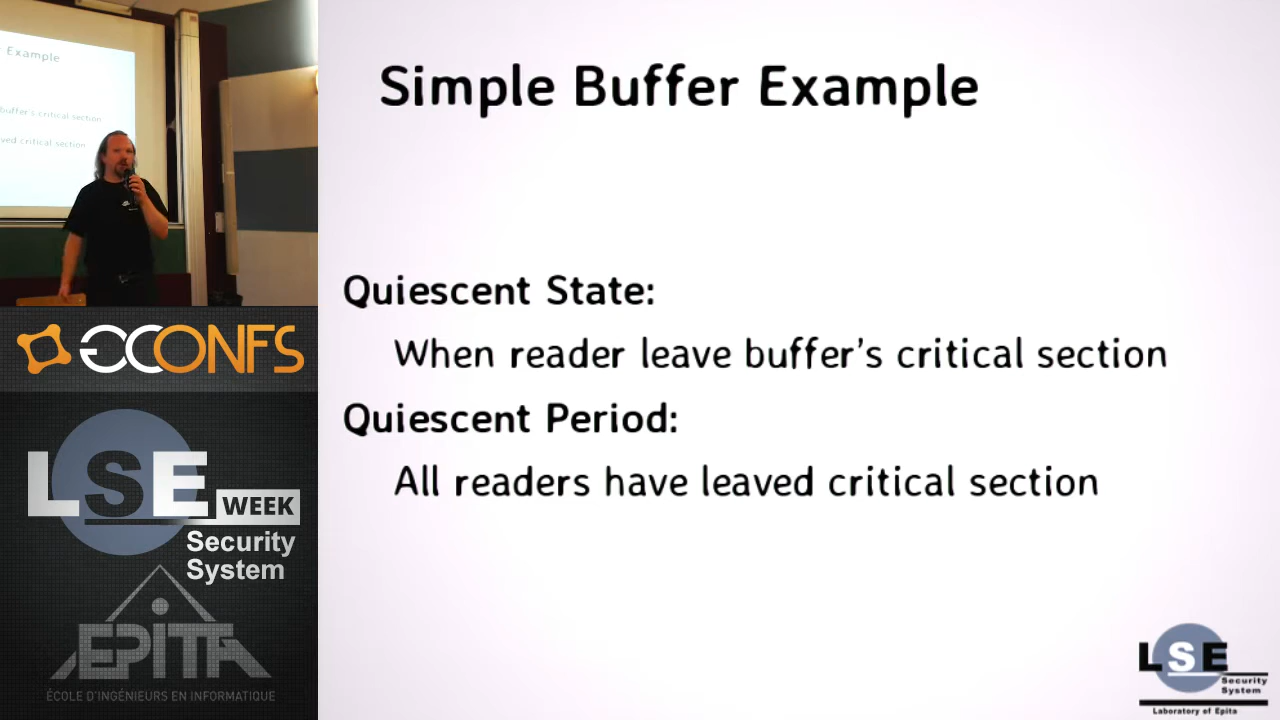 Example
buffer's critical section
ved critical section
CONFS
LSE
WEEK
Security
System
EPITA
ÉCOLE D'INGÉNIEURS EN INFORMATIQUE
Simple Buffer Example
Quiescent State:
When reader leave buffer's critical section
Quiescent Period:
All readers have leaved critical section
LSE
Security
System
Laboratory of Epita